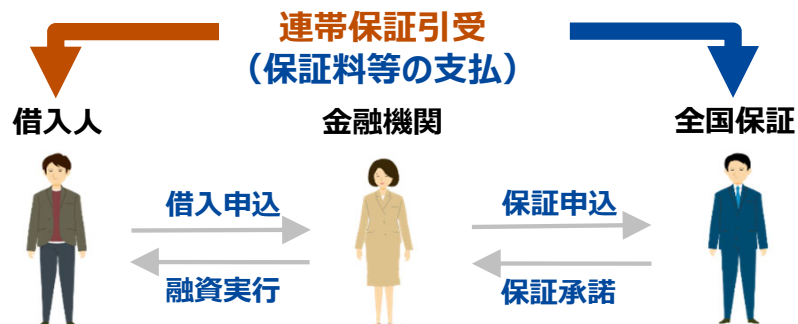 連帯保証引受
（保証料等の支払）
借入人
金融機関
全国保証
借入申込
保証申込
融資実行
保証承諾